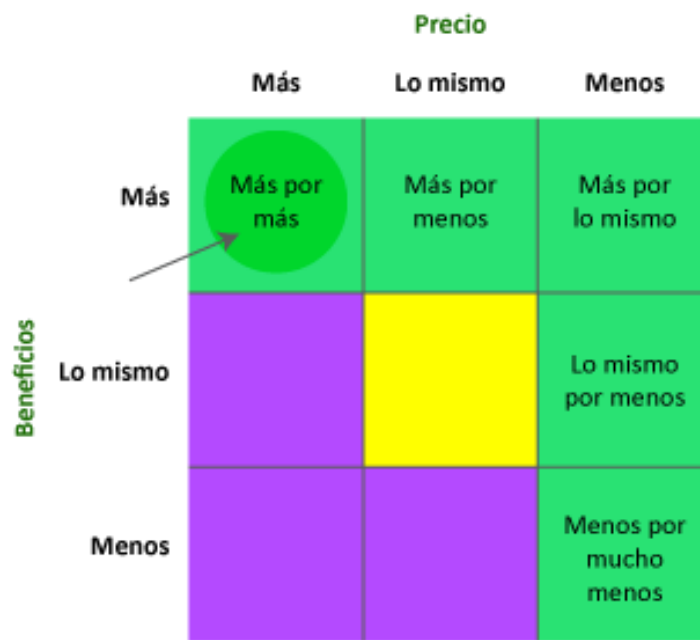 Precio
Más
Lo mismo
Menos
Beneficios
Más
Más por
más
Más por
menos
Más por
lo mismo
Lo mismo
Lo mismo
por menos
Menos
Menos por
mucho
menos